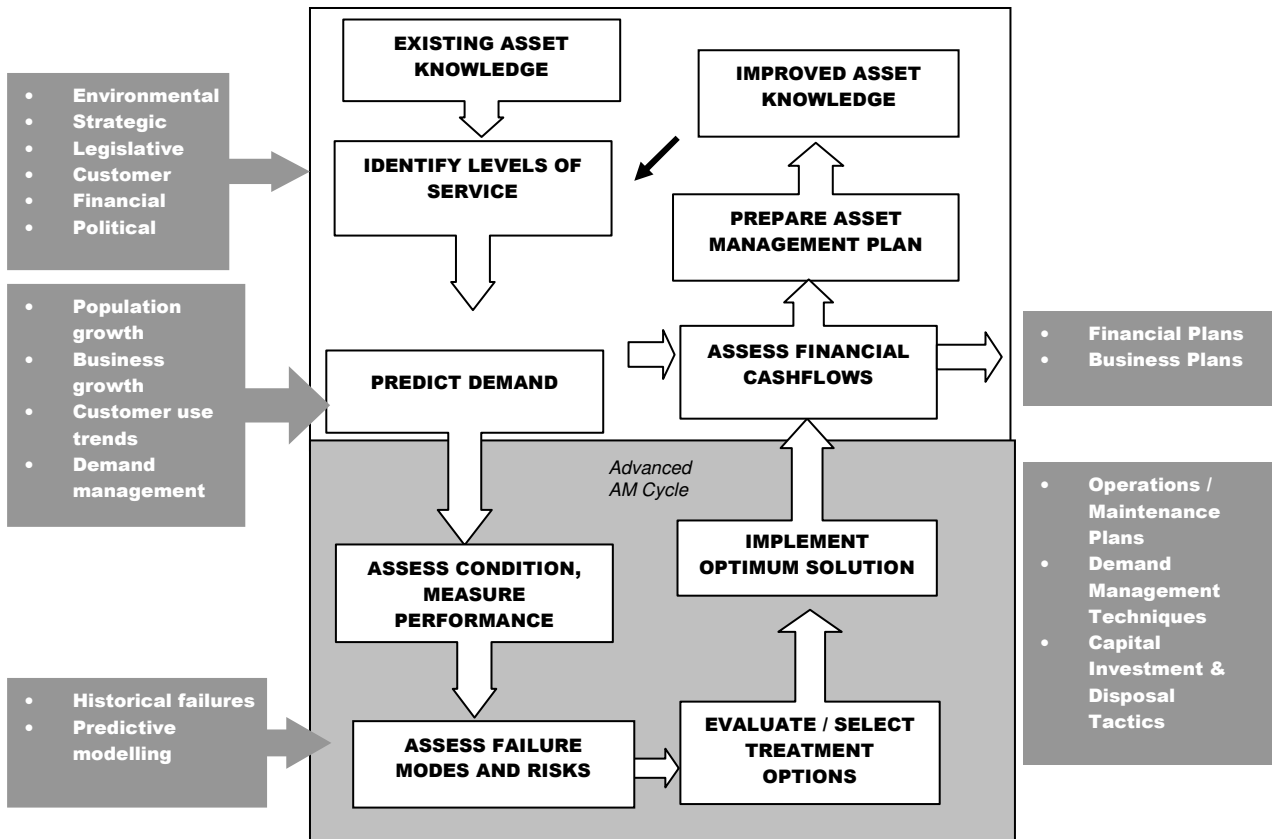 EXISTING ASSET
KNOWLEDGE
IMPROVED ASSET
KNOWLEDGE
• Environmental
• Strategic
• Legislative
• Customer
• Financial
• Political
IDENTIFY LEVELS OF
SERVICE
PREPARE ASSET
MANAGEMENT PLAN
• Population
growth
• Business
growth
• Customer use
trends
• Demand
management
PREDICT DEMAND
ASSESS FINANCIAL
CASHFLOWS
• Financial Plans
• Business Plans
Advanced
AM Cycle
ASSESS CONDITION,
MEASURE
PERFORMANCE
IMPLEMENT
OPTIMUM SOLUTION
• Operations /
Maintenance
Plans
• Demand
Management
Techniques
• Capital
Investment &
Disposal
Tactics
• Historical failures
• Predictive
modelling
ASSESS FAILURE
MODES AND RISKS
EVALUATE / SELECT
TREATMENT
OPTIONS